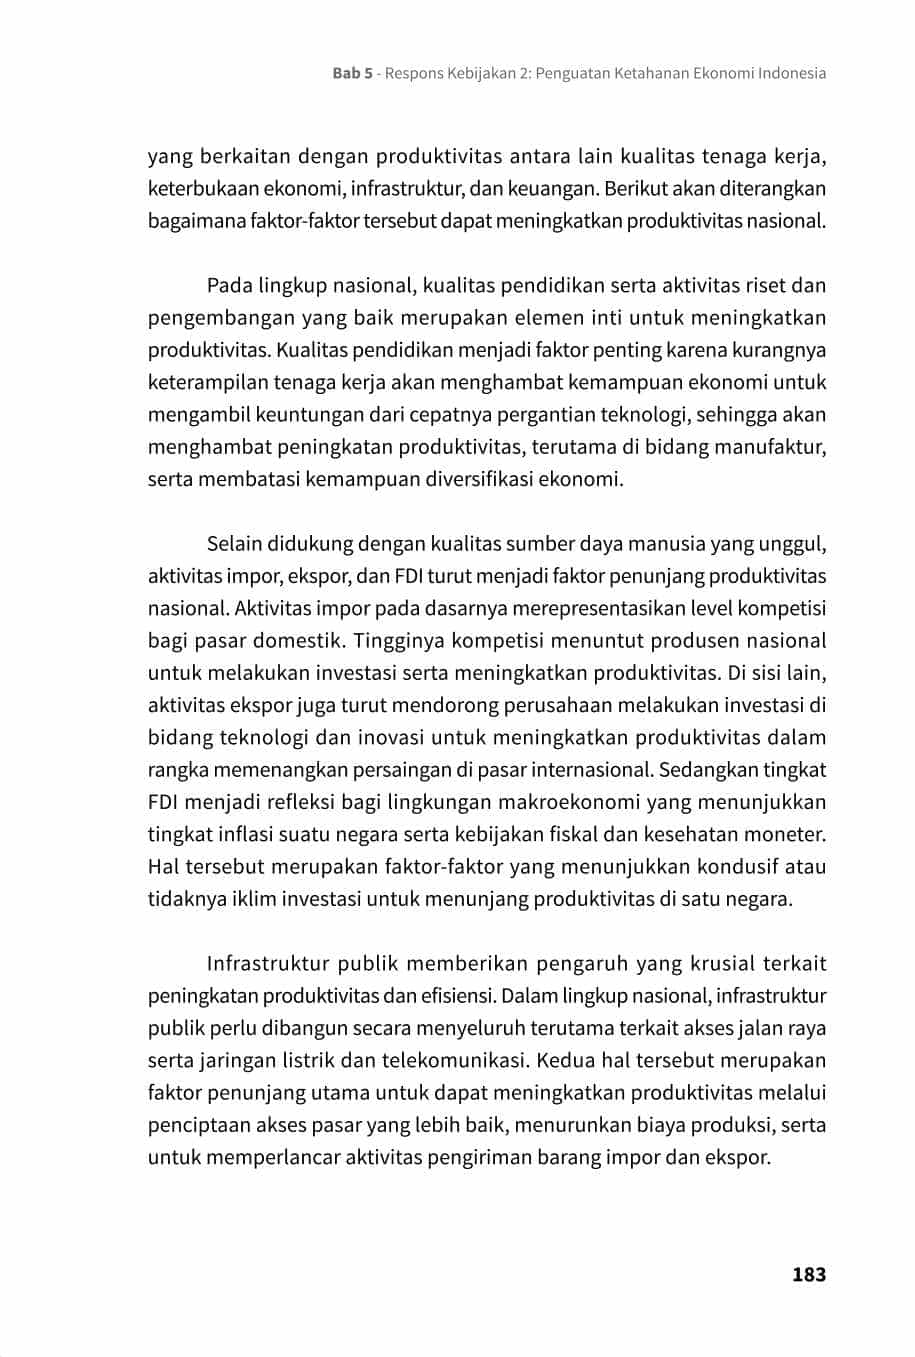 Bab 5 - Respons Kebijakan 2: Penguatan Ketahanan Ekonomi Indonesia
yang berkaitan dengan produktivitas antara lain kualitas tenaga kerja,
keterbukaan ekonomi, infrastruktur, dan keuangan. Berikut akan diterangkan
bagaimana faktor-faktor tersebut dapat meningkatkan produktivitas nasional.
Pada lingkup nasional, kualitas pendidikan serta aktivitas riset dan
pengembangan yang baik merupakan elemen inti untuk meningkatkan
produktivitas. Kualitas pendidikan menjadi faktor penting karena kurangnya
keterampilan tenaga kerja akan menghambat kemampuan ekonomi untuk
mengambil keuntungan dari cepatnya pergantian teknologi, sehingga akan
menghambat peningkatan produktivitas, terutama di bidang manufaktur,
serta membatasi kemampuan diversifikasi ekonomi.
Selain didukung dengan kualitas sumber daya manusia yang unggul,
aktivitas impor, ekspor, dan FDI turut menjadi faktor penunjang produktivitas
nasional. Aktivitas impor pada dasarnya merepresentasikan level kompetisi
bagi pasar domestik. Tingginya kompetisi menuntut produsen nasional
untuk melakukan investasi serta meningkatkan produktivitas. Di sisi lain,
aktivitas ekspor juga turut mendorong perusahaan melakukan investasi di
bidang teknologi dan inovasi untuk meningkatkan produktivitas dalam
rangka memenangkan persaingan di pasar internasional. Sedangkan tingkat
FDI menjadi refleksi bagi lingkungan makroekonomi yang menunjukkan
tingkat inflasi suatu negara serta kebijakan fiskal dan kesehatan moneter.
Hal tersebut merupakan faktor-faktor yang menunjukkan kondusif atau
tidaknya iklim investasi untuk menunjang produktivitas di satu negara.
Infrastruktur publik memberikan pengaruh yang krusial terkait
peningkatan produktivitas dan efisiensi. Dalam lingkup nasional, infrastruktur
publik perlu dibangun secara menyeluruh terutama terkait akses jalan raya
serta jaringan listrik dan telekomunikasi. Kedua hal tersebut merupakan
faktor penunjang utama untuk dapat meningkatkan produktivitas melalui
penciptaan akses pasar yang lebih baik, menurunkan biaya produksi, serta
untuk memperlancar aktivitas pengiriman barang impor dan ekspor.
183